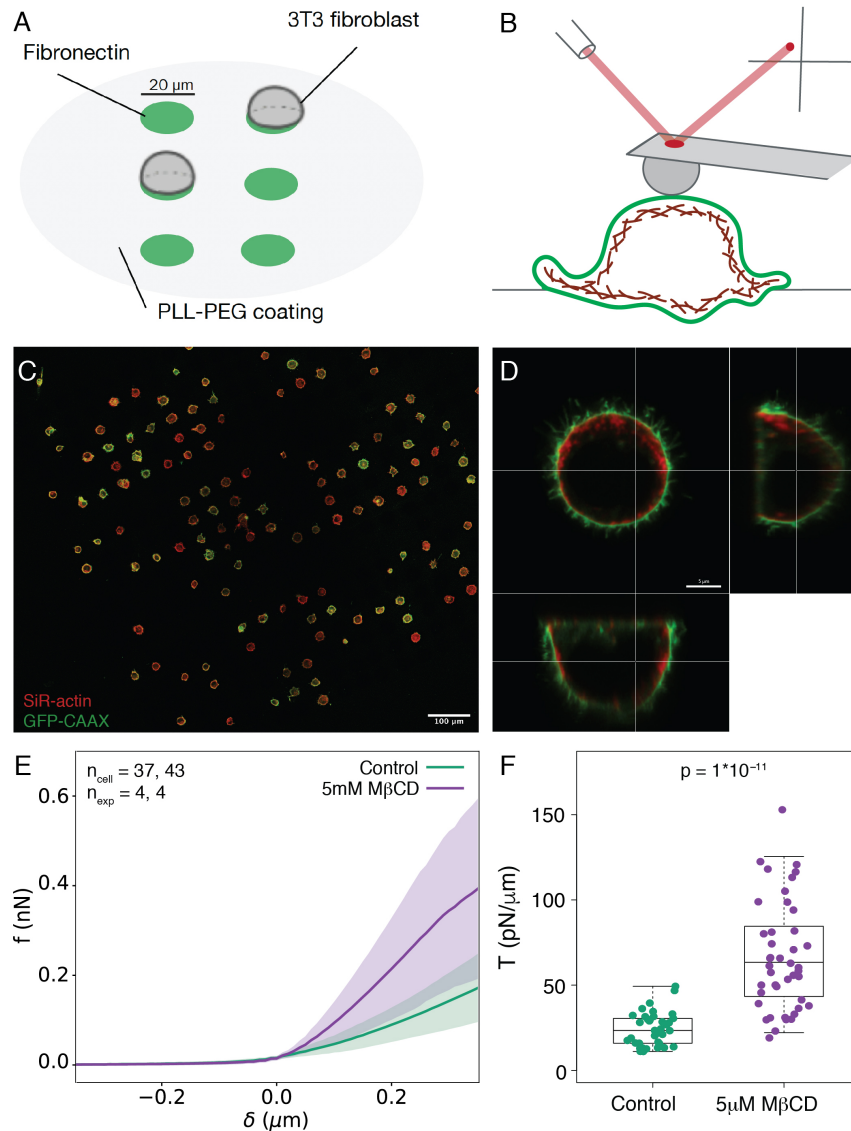 A
3T3 fibroblast
Fibronectin
20 µm
PLL-PEG coating
B
C
SiR-actin
GFP-CAAX
100 µm
D
5 µm
E
n_cell = 37, 43
n_exp = 4, 4
Control
5mM MβCD
0.6
0.4
0.2
0.0
f (nN)
−0.2
0.0
0.2
δ (µm)
F
p = 1*10⁻¹¹
150
100
50
0
T (pN/µm)
Control
5µM MβCD